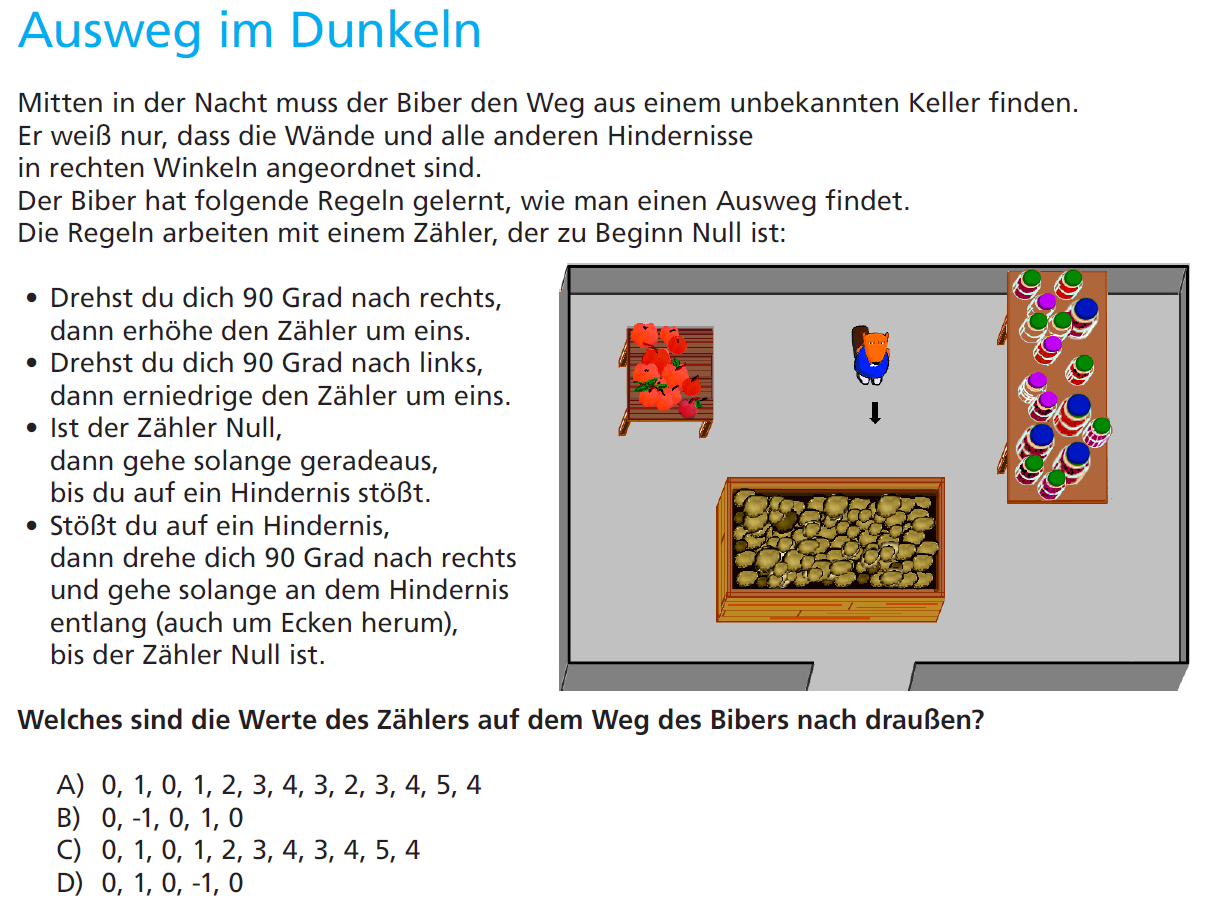 Ausweg im Dunkeln
Mitten in der Nacht muss der Biber den Weg aus einem unbekannten Keller finden.
Er weiß nur, dass die Wände und alle anderen Hindernisse
in rechten Winkeln angeordnet sind.
Der Biber hat folgende Regeln gelernt, wie man einen Ausweg findet.
Die Regeln arbeiten mit einem Zähler, der zu Beginn Null ist:
• Drehst du dich 90 Grad nach rechts,
dann erhöhe den Zähler um eins.
• Drehst du dich 90 Grad nach links,
dann erniedrige den Zähler um eins.
• Ist der Zähler Null,
dann gehe solange geradeaus,
bis du auf ein Hindernis stößt.
• Stößt du auf ein Hindernis,
dann drehe dich 90 Grad nach rechts
und gehe solange an dem Hindernis
entlang (auch um Ecken herum),
bis der Zähler Null ist.
Welches sind die Werte des Zählers auf dem Weg des Bibers nach draußen?
A) 0, 1, 0, 1, 2, 3, 4, 3, 2, 3, 4, 5, 4
B) 0, -1, 0, 1, 0
C) 0, 1, 0, 1, 2, 3, 4, 3, 4, 5, 4
D) 0, 1, 0, -1, 0